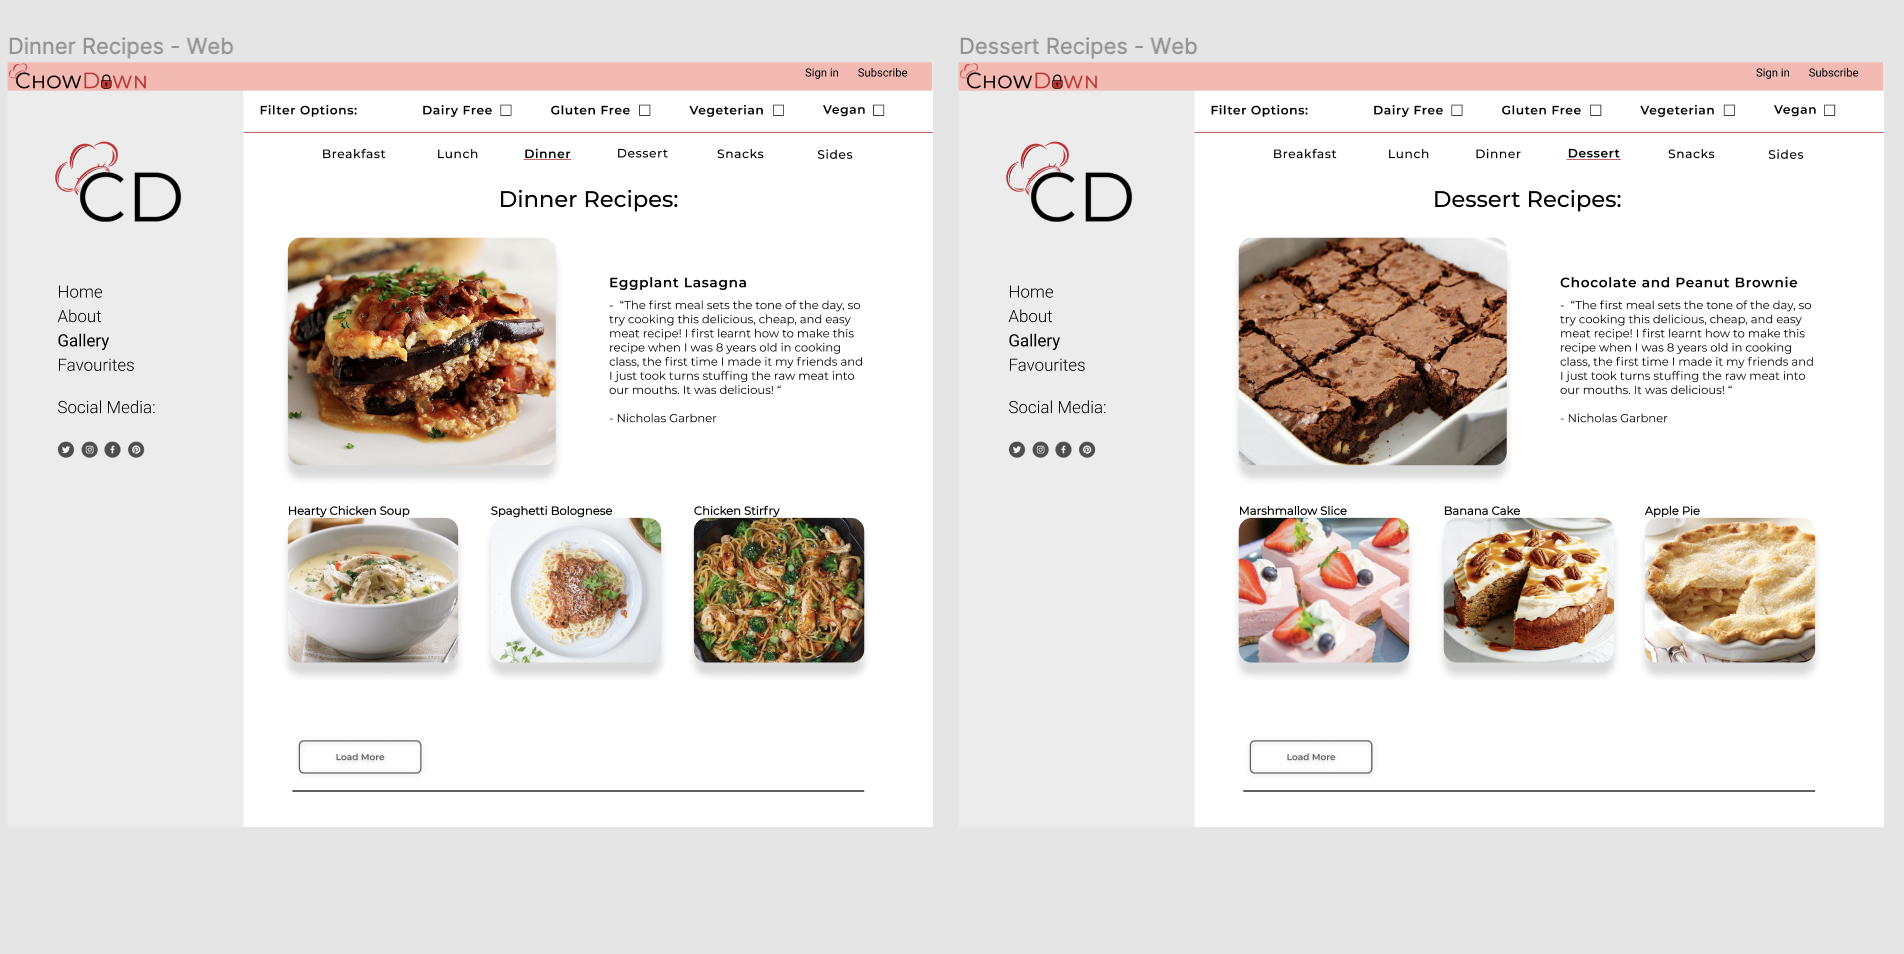 Dinner Recipes - Web
CHOWDOWN
Sign in Subscribe
Filter Options: Dairy Free Gluten Free Vegeterian Vegan
Breakfast Lunch Dinner Dessert Snacks Sides
CD
Home
About
Gallery
Favourites
Social Media:
Dinner Recipes:
Eggplant Lasagna
- “The first meal sets the tone of the day, so
try cooking this delicious, cheap, and easy
meat recipe! I first learnt how to make this
recipe when I was 8 years old in cooking
class, the first time I made it my friends and
I just took turns stuffing the raw meat into
our mouths. It was delicious! “
- Nicholas Garbner
Hearty Chicken Soup
Spaghetti Bolognese
Chicken Stirfry
Load More
Dessert Recipes - Web
CHOWDOWN
Sign in Subscribe
Filter Options: Dairy Free Gluten Free Vegeterian Vegan
Breakfast Lunch Dinner Dessert Snacks Sides
CD
Home
About
Gallery
Favourites
Social Media:
Dessert Recipes:
Chocolate and Peanut Brownie
- “The first meal sets the tone of the day, so
try cooking this delicious, cheap, and easy
meat recipe! I first learnt how to make this
recipe when I was 8 years old in cooking
class, the first time I made it my friends and
I just took turns stuffing the raw meat into
our mouths. It was delicious! “
- Nicholas Garbner
Marshmallow Slice
Banana Cake
Apple Pie
Load More